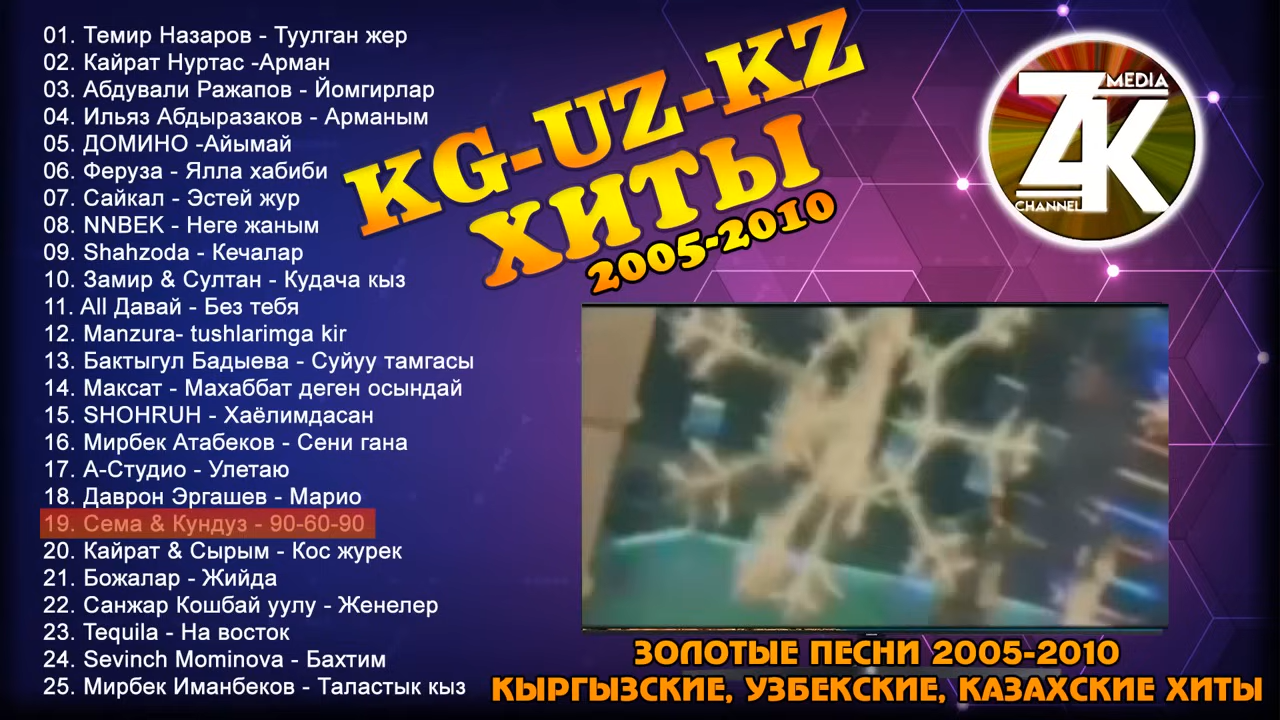 01. Темир Назаров - Туулган жер
02. Кайрат Нуртас -Арман
03. Абдували Ражапов - Йомгирлар
04. Ильяз Абдыразаков - Арманым
05. ДОМИНО -Айымай
06. Феруза - Ялла хабиби
07. Сайкал - Эстей жур
08. NNBEK - Неге жаным
09. Shahzoda - Кечалар
10. Замир & Султан - Кудача кыз
11. All Давай - Без тебя
12. Manzura- tushlarimga kir
13. Бактыгул Бадыева - Суйуу тамгасы
14. Максат - Махаббат деген осындай
15. SHOHRUH - Хаёлимдасан
16. Мирбек Атабеков - Сени гана
17. А-Студио - Улетаю
18. Даврон Эргашев - Марио
19. Сема & Кундуз - 90-60-90
20. Кайрат & Сырым - Кос журек
21. Божалар - Жийда
22. Санжар Кошбай уулу - Женелер
23. Tequila - На восток
24. Sevinch Mominova - Бахтим
25. Мирбек Иманбеков - Таластык кыз
KG-UZ-KZ
ХИТЫ
2005-2010
ZK
MEDIA
CHANNEL
ЗОЛОТЫЕ ПЕСНИ 2005-2010
КЫРГЫЗСКИЕ, УЗБЕКСКИЕ, КАЗАХСКИЕ ХИТЫ